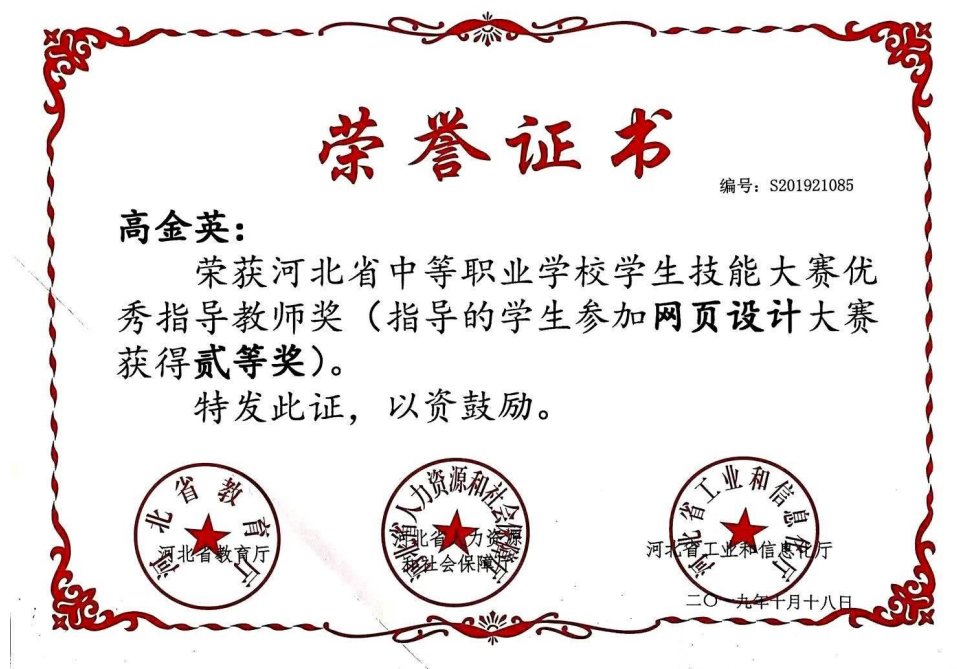 荣誉证书
编号：S201921085
高金英：
荣获河北省中等职业学校学生技能大赛优
秀指导教师奖（指导的学生参加网页设计大赛
获得贰等奖）。
特发此证，以资鼓励。
河北省教育厅
河北省教育厅
河北省人力资源和社会保障厅
河北省人力资源
和社会保障厅
河北省工业和信息化厅
河北省工业和信息化厅
二〇一九年十月十八日